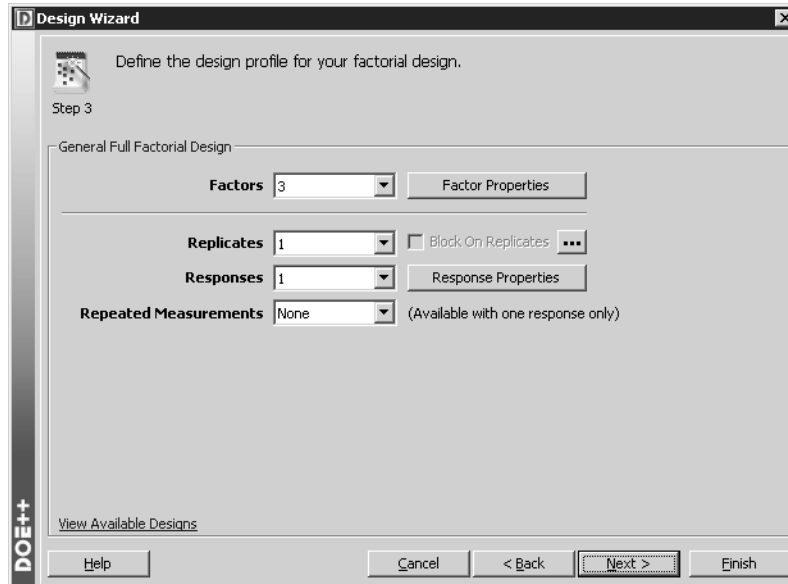 Design Wizard
Define the design profile for your factorial design.
Step 3
General Full Factorial Design
Factors 3 Factor Properties
Replicates 1 Block On Replicates ...
Responses 1 Response Properties
Repeated Measurements None (Available with one response only)
View Available Designs
DOE++
Help Cancel < Back Next > Finish